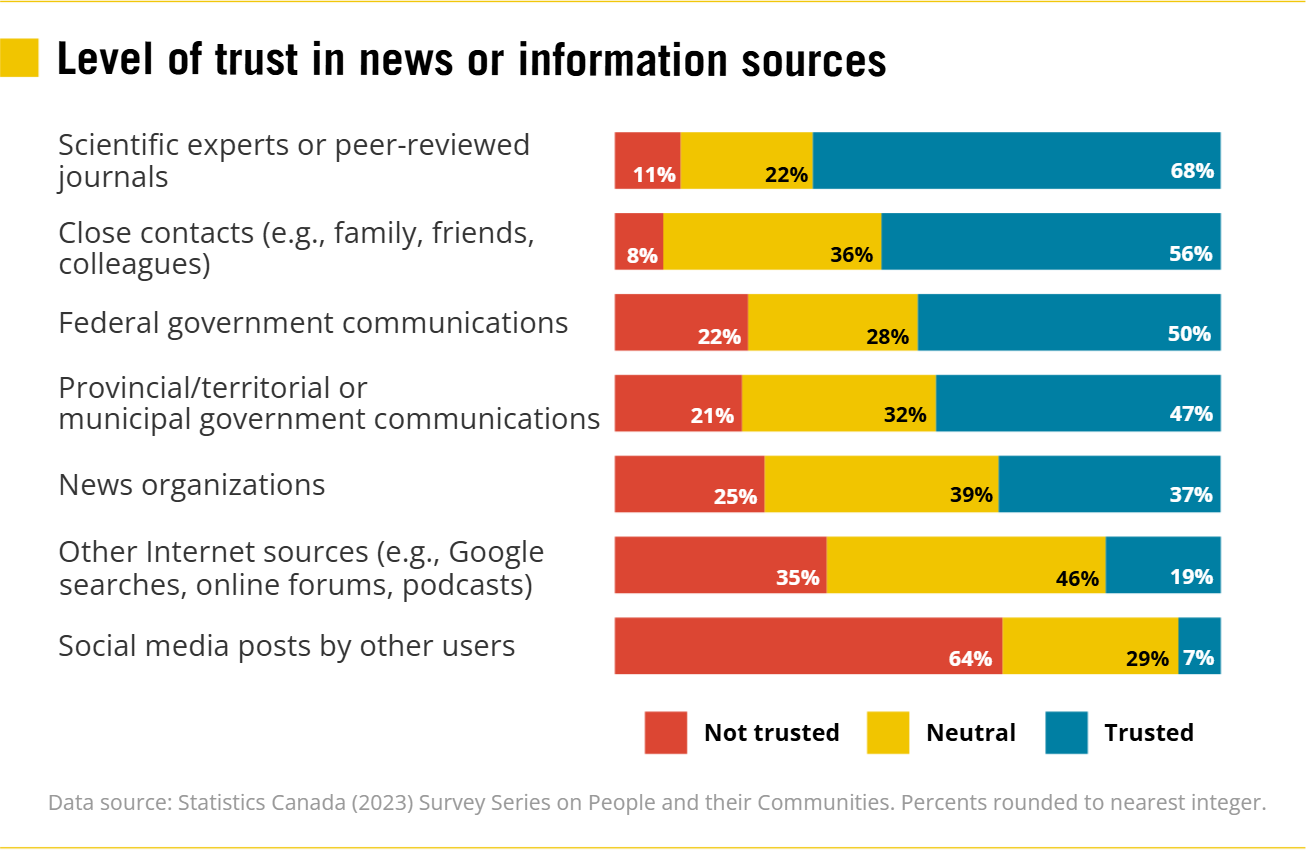 Level of trust in news or information sources
Scientific experts or peer-reviewed
journals
11% 22% 68%
Close contacts (e.g., family, friends,
colleagues)
8% 36% 56%
Federal government communications
22% 28% 50%
Provincial/territorial or
municipal government communications
21% 32% 47%
News organizations
25% 39% 37%
Other Internet sources (e.g., Google
searches, online forums, podcasts)
35% 46% 19%
Social media posts by other users
64% 29% 7%
Not trusted Neutral Trusted
Data source: Statistics Canada (2023) Survey Series on People and their Communities. Percents rounded to nearest integer.